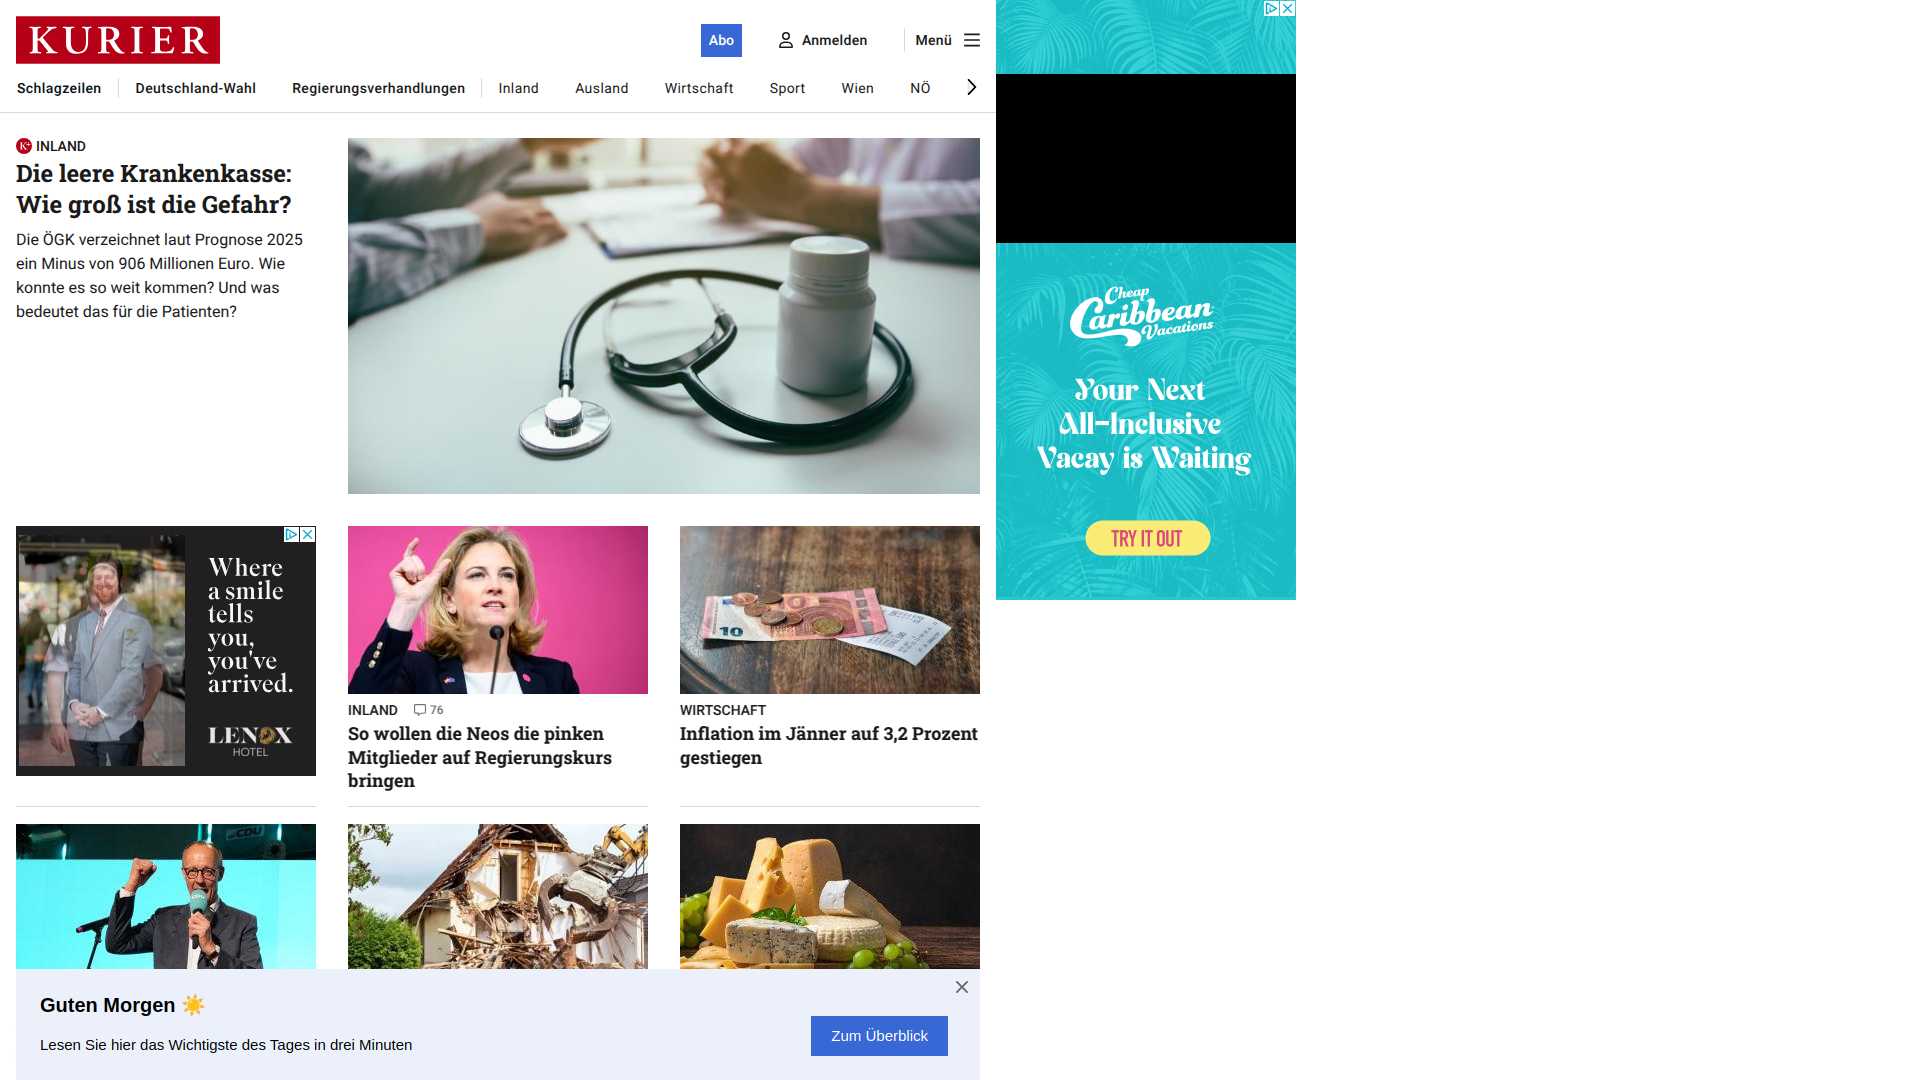 KURIER
Abo
Anmelden
Menü
Schlagzeilen
Deutschland-Wahl
Regierungsverhandlungen
Inland
Ausland
Wirtschaft
Sport
Wien
NÖ
INLAND
Die leere Krankenkasse:
Wie groß ist die Gefahr?
Die ÖGK verzeichnet laut Prognose 2025
ein Minus von 906 Millionen Euro. Wie
konnte es so weit kommen? Und was
bedeutet das für die Patienten?
Cheap
Caribbean
Vacations
Your Next
All-Inclusive
Vacay is Waiting
TRY IT OUT
Where
a smile
tells
you,
you've
arrived.
LENOX
HOTEL
10
INLAND 76
So wollen die Neos die pinken
Mitglieder auf Regierungskurs
bringen
WIRTSCHAFT
Inflation im Jänner auf 3,2 Prozent
gestiegen
CDU
Guten Morgen ☀️
Lesen Sie hier das Wichtigste des Tages in drei Minuten
Zum Überblick